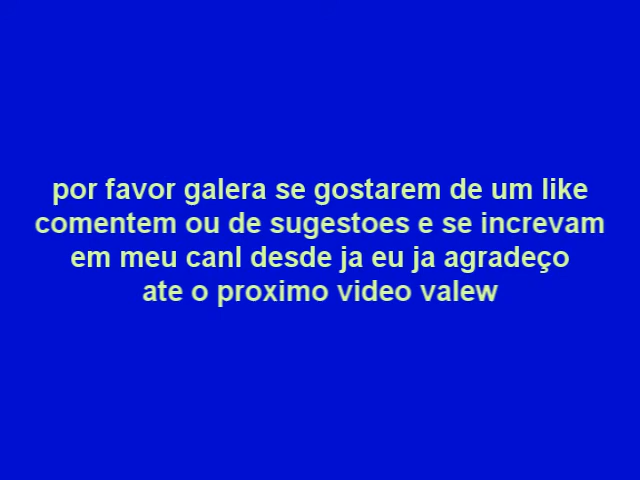 por favor galera se gostarem de um like
comentem ou de sugestoes e se increvam
em meu canl desde ja eu ja agradeço
ate o proximo video valew